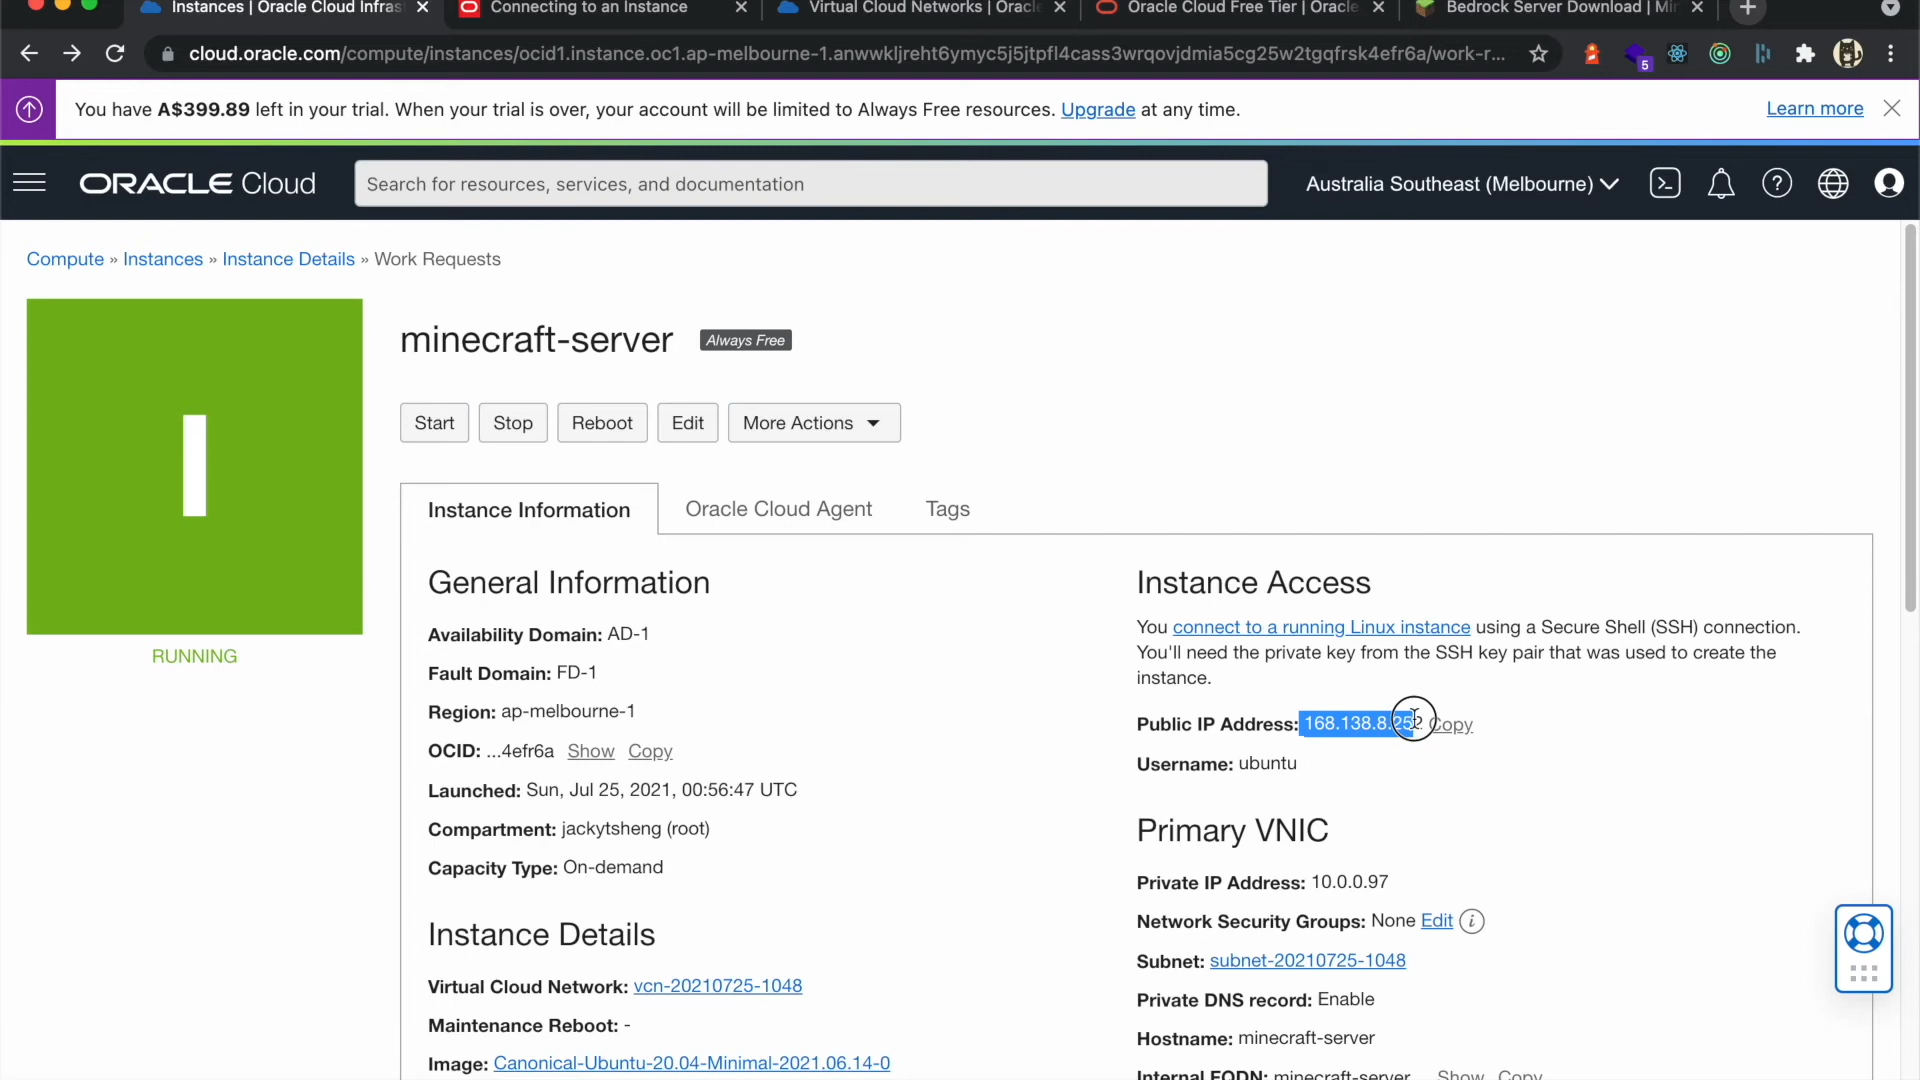 Instances | Oracle Cloud Infras
Connecting to an Instance
Virtual Cloud Networks | Oracle
Oracle Cloud Free Tier | Oracle
Bedrock Server Download | Min
cloud.oracle.com/compute/instances/ocid1.instance.oc1.ap-melbourne-1.anwwkljreht6ymyc5j5jtpfl4cass3wrqovjdmia5cg25w2tgqfrsk4efr6a/work-r...
5
You have A$399.89 left in your trial. When your trial is over, your account will be limited to Always Free resources. Upgrade at any time.
Learn more
ORACLE Cloud
Search for resources, services, and documentation
Australia Southeast (Melbourne)
Compute » Instances » Instance Details » Work Requests
I
RUNNING
minecraft-server
Always Free
Start
Stop
Reboot
Edit
More Actions
Instance Information
Oracle Cloud Agent
Tags
General Information
Availability Domain: AD-1
Fault Domain: FD-1
Region: ap-melbourne-1
OCID: ...4efr6a Show Copy
Launched: Sun, Jul 25, 2021, 00:56:47 UTC
Compartment: jackytsheng (root)
Capacity Type: On-demand
Instance Details
Virtual Cloud Network: vcn-20210725-1048
Maintenance Reboot: -
Image: Canonical-Ubuntu-20.04-Minimal-2021.06.14-0
Instance Access
You connect to a running Linux instance using a Secure Shell (SSH) connection.
You'll need the private key from the SSH key pair that was used to create the
instance.
Public IP Address: Copy
Username: ubuntu
Primary VNIC
Private IP Address: 10.0.0.97
Network Security Groups: None Edit
Subnet: subnet-20210725-1048
Private DNS record: Enable
Hostname: minecraft-server
Internal FQDN: minecraft-server... Show Copy